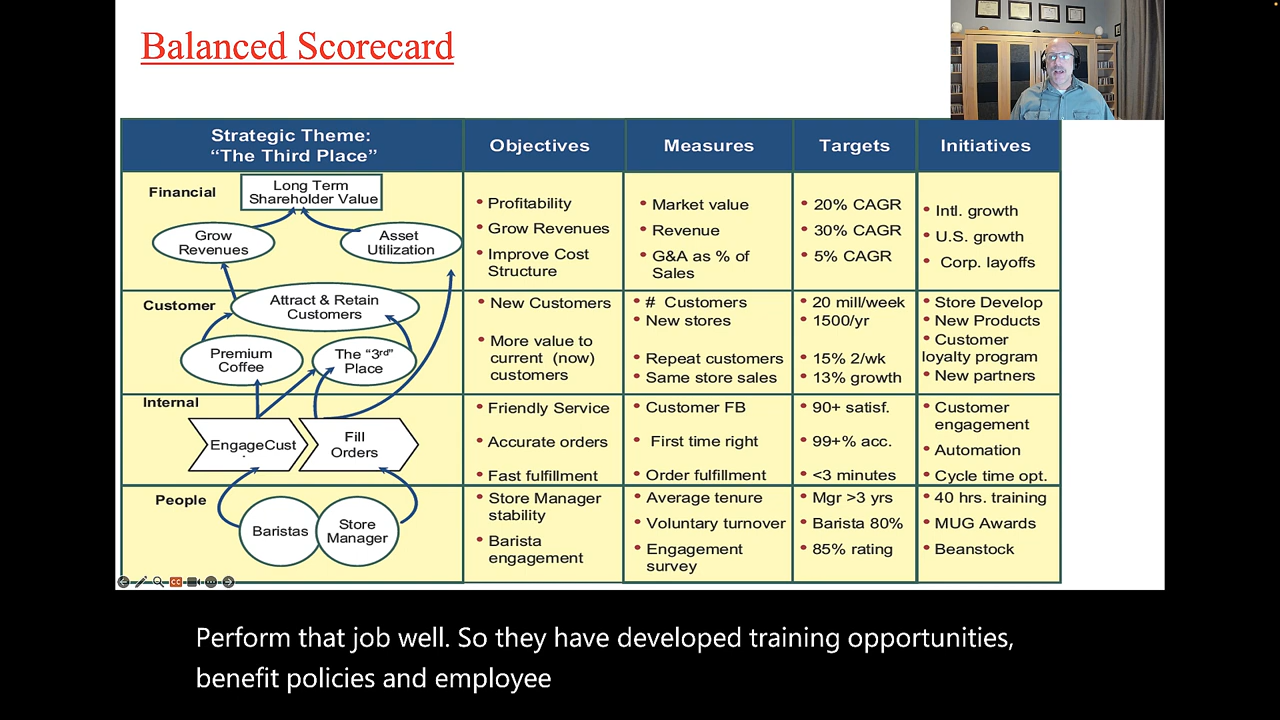 Balanced Scorecard
Strategic Theme:
“The Third Place”
Objectives
Measures
Targets
Initiatives
Financial
Long Term
Shareholder Value
Grow
Revenues
Asset
Utilization
• Profitability
• Grow Revenues
• Improve Cost
Structure
• Market value
• Revenue
• G&A as % of
Sales
• 20% CAGR
• 30% CAGR
• 5% CAGR
• Intl. growth
• U.S. growth
• Corp. layoffs
Customer
Attract & Retain
Customers
Premium
Coffee
The “3rd”
Place
• New Customers
• More value to
current (now)
customers
• # Customers
• New stores
• Repeat customers
• Same store sales
• 20 mill/week
• 1500/yr
• 15% 2/wk
• 13% growth
• Store Develop
• New Products
• Customer
loyalty program
• New partners
Internal
EngageCust
.
Fill
Orders
• Friendly Service
• Accurate orders
• Fast fulfillment
• Customer FB
• First time right
• Order fulfillment
• 90+ satisf.
• 99+% acc.
• <3 minutes
• Customer
engagement
• Automation
• Cycle time opt.
People
Baristas
Store
Manager
• Store Manager
stability
• Barista
engagement
• Average tenure
• Voluntary turnover
• Engagement
survey
• Mgr >3 yrs
• Barista 80%
• 85% rating
• 40 hrs. training
• MUG Awards
• Beanstock
CC
Perform that job well. So they have developed training opportunities,
benefit policies and employee